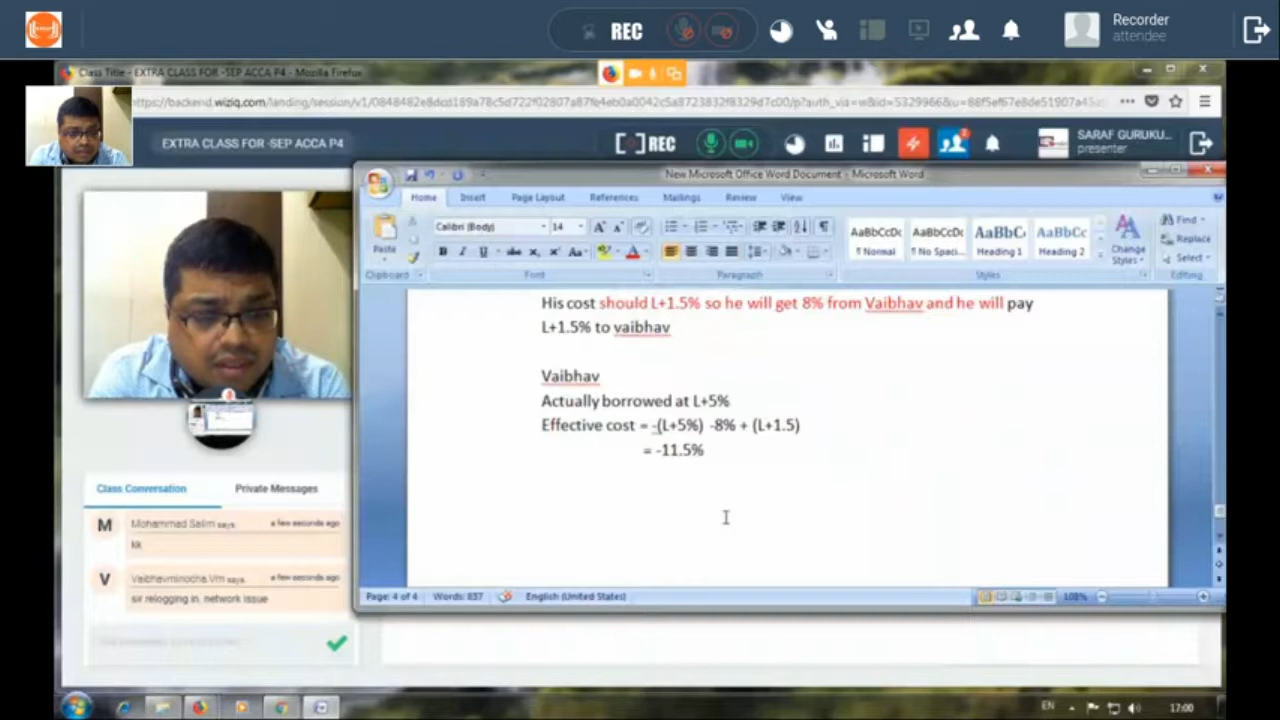 REC
Recorder
attendee
Class Title - EXTRA CLASS FOR -SEP ACCA P4 - Mozilla Firefox
EXTRA CLASS FOR -SEP ACCA P4
REC
SARAF GURUKU...
presenter
New Microsoft Office Word Document - Microsoft Word
Home Insert Page Layout References Mailings Review View
Paste
Calibri (Body) 14
AaBbCcDc AaBbCcDc AaBbC AaBbCc
¶ Normal ¶ No Spaci... Heading 1 Heading 2
Change Styles
Find
Replace
Select
Clipboard Font Paragraph Styles Editing
His cost should L+1.5% so he will get 8% from Vaibhav and he will pay
L+1.5% to vaibhav
Vaibhav
Actually borrowed at L+5%
Effective cost = -(L+5%) -8% + (L+1.5)
= -11.5%
Class Conversation Private Messages
M Mohammad Salim says a few seconds ago
kk
V Vaibhavminocha.Vm says a few seconds ago
sir relogging in. network issue
Page: 4 of 4 Words: 837 English (United States) 108%
EN 17:00